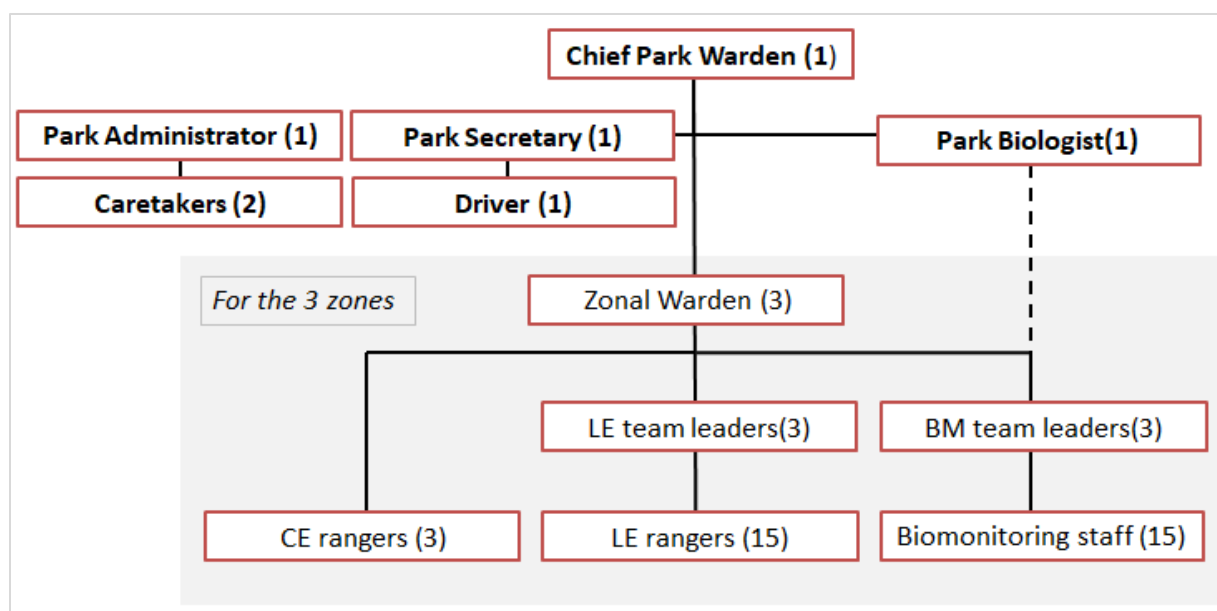 Chief Park Warden (1)
Park Administrator (1)
Park Secretary (1)
Park Biologist(1)
Caretakers (2)
Driver (1)
For the 3 zones
Zonal Warden (3)
LE team leaders(3)
BM team leaders(3)
CE rangers (3)
LE rangers (15)
Biomonitoring staff (15)